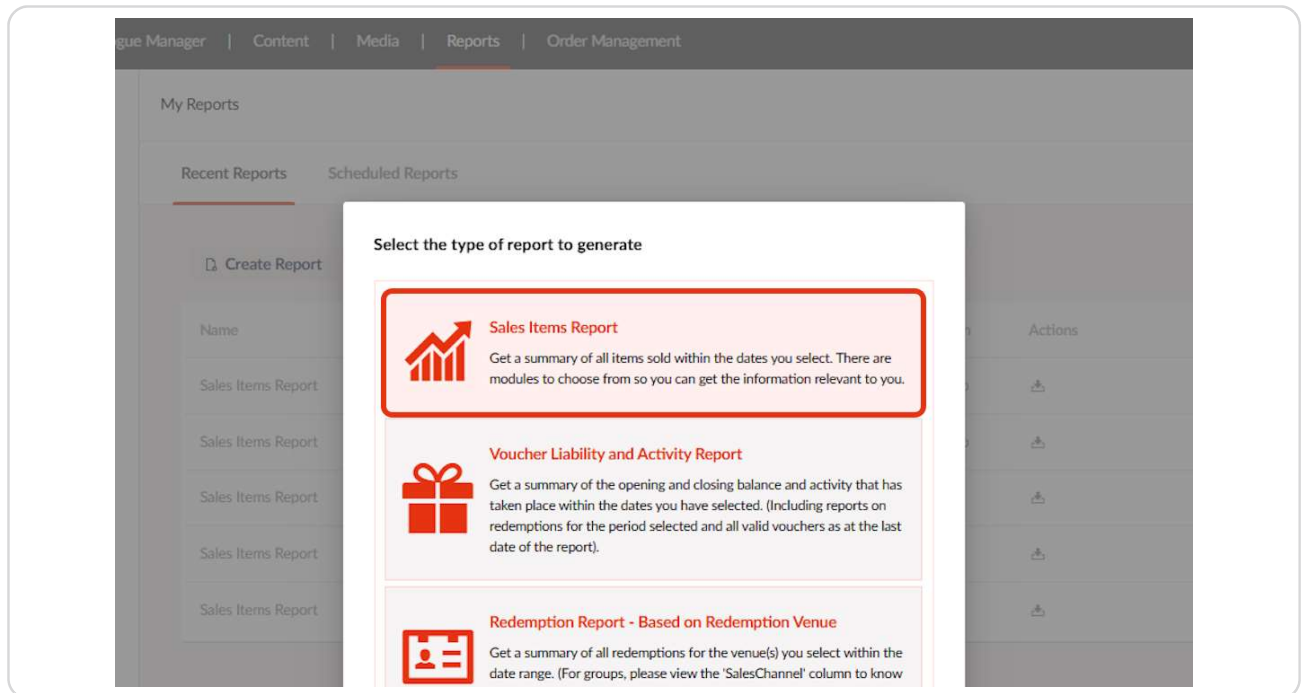 gue Manager | Content | Media | Reports | Order Management
My Reports
Recent Reports Scheduled Reports
Select the type of report to generate
Create Report
Sales Items Report
Name Actions
Get a summary of all items sold within the dates you select. There are
modules to choose from so you can get the information relevant to you.
Sales Items Report
Sales Items Report
Voucher Liability and Activity Report
Get a summary of the opening and closing balance and activity that has
Sales Items Report
taken place within the dates you have selected. (Including reports on
redemptions for the period selected and all valid vouchers as at the last
date of the report).
Sales Items Report
Sales Items Report
Redemption Report - Based on Redemption Venue
Get a summary of all redemptions for the venue(s) you select within the
date range. (For groups, please view the 'SalesChannel' column to know